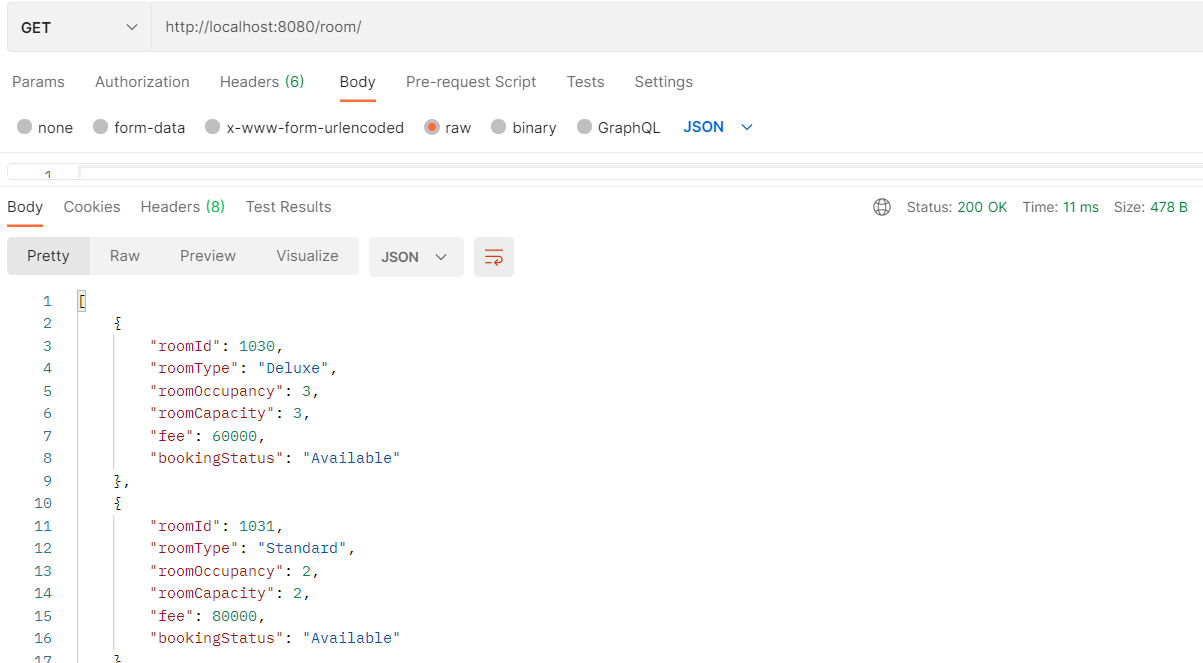 GET http://localhost:8080/room/
Params Authorization Headers (6) Body Pre-request Script Tests Settings
none form-data x-www-form-urlencoded raw binary GraphQL JSON
1
Body Cookies Headers (8) Test Results Status: 200 OK Time: 11 ms Size: 478 B
Pretty Raw Preview Visualize JSON
1 [
2 {
3 "roomId": 1030,
4 "roomType": "Deluxe",
5 "roomOccupancy": 3,
6 "roomCapacity": 3,
7 "fee": 60000,
8 "bookingStatus": "Available"
9 },
10 {
11 "roomId": 1031,
12 "roomType": "Standard",
13 "roomOccupancy": 2,
14 "roomCapacity": 2,
15 "fee": 80000,
16 "bookingStatus": "Available"
17 }